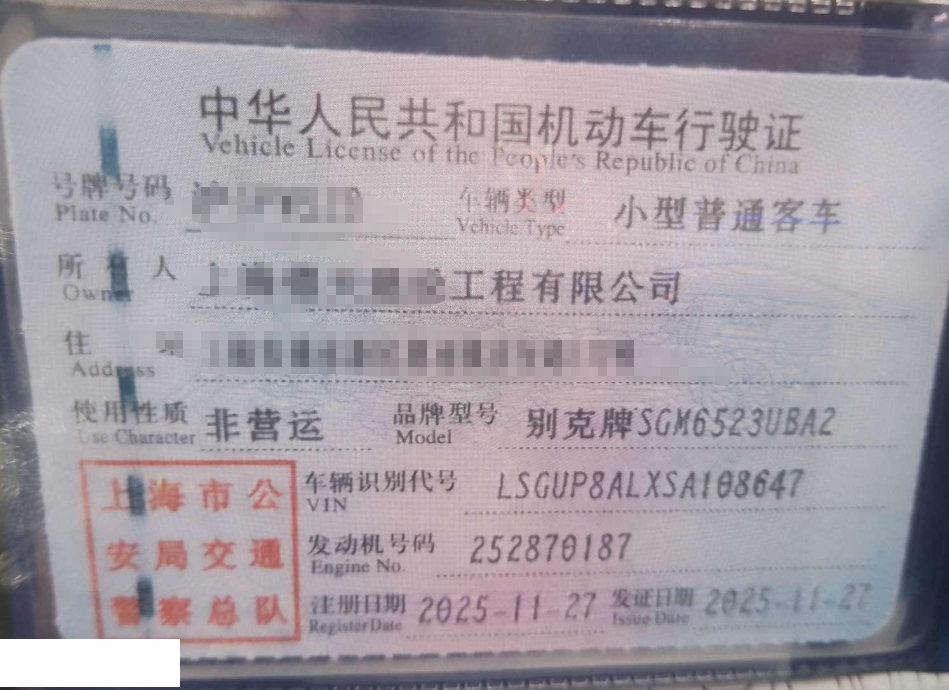 中华人民共和国机动车行驶证
Vehicle License of the People's Republic of China
号牌号码 车辆类型 小型普通客车
Plate No. Vehicle Type
所有人 工程有限公司
Owner
住
Address
使用性质 非营运 品牌型号 别克牌SGM6523UBA2
Use Character Model
上海市公 车辆识别代号 LSGUP8ALXSA108647
VIN
安局交通 发动机号码 252870187
Engine No.
警察总队 注册日期 2025-11-27 发证日期 2025-11-27
Register Date Issue Date